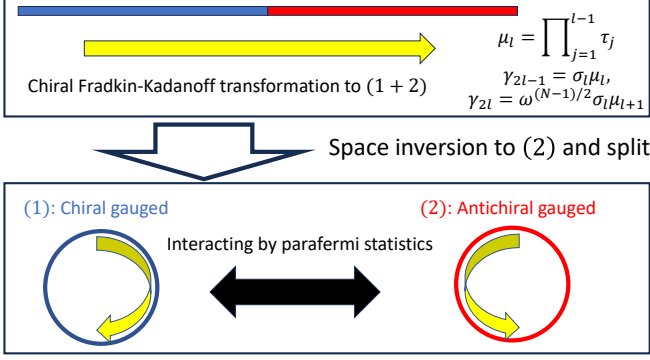 μ_l = ∏_{j=1}^{l-1} τ_j
Chiral Fradkin-Kadanoff transformation to (1 + 2)
γ_{2l-1} = σ_l μ_l,
γ_{2l} = ω^{(N-1)/2} σ_l μ_{l+1}
Space inversion to (2) and split
(1): Chiral gauged
(2): Antichiral gauged
Interacting by parafermi statistics